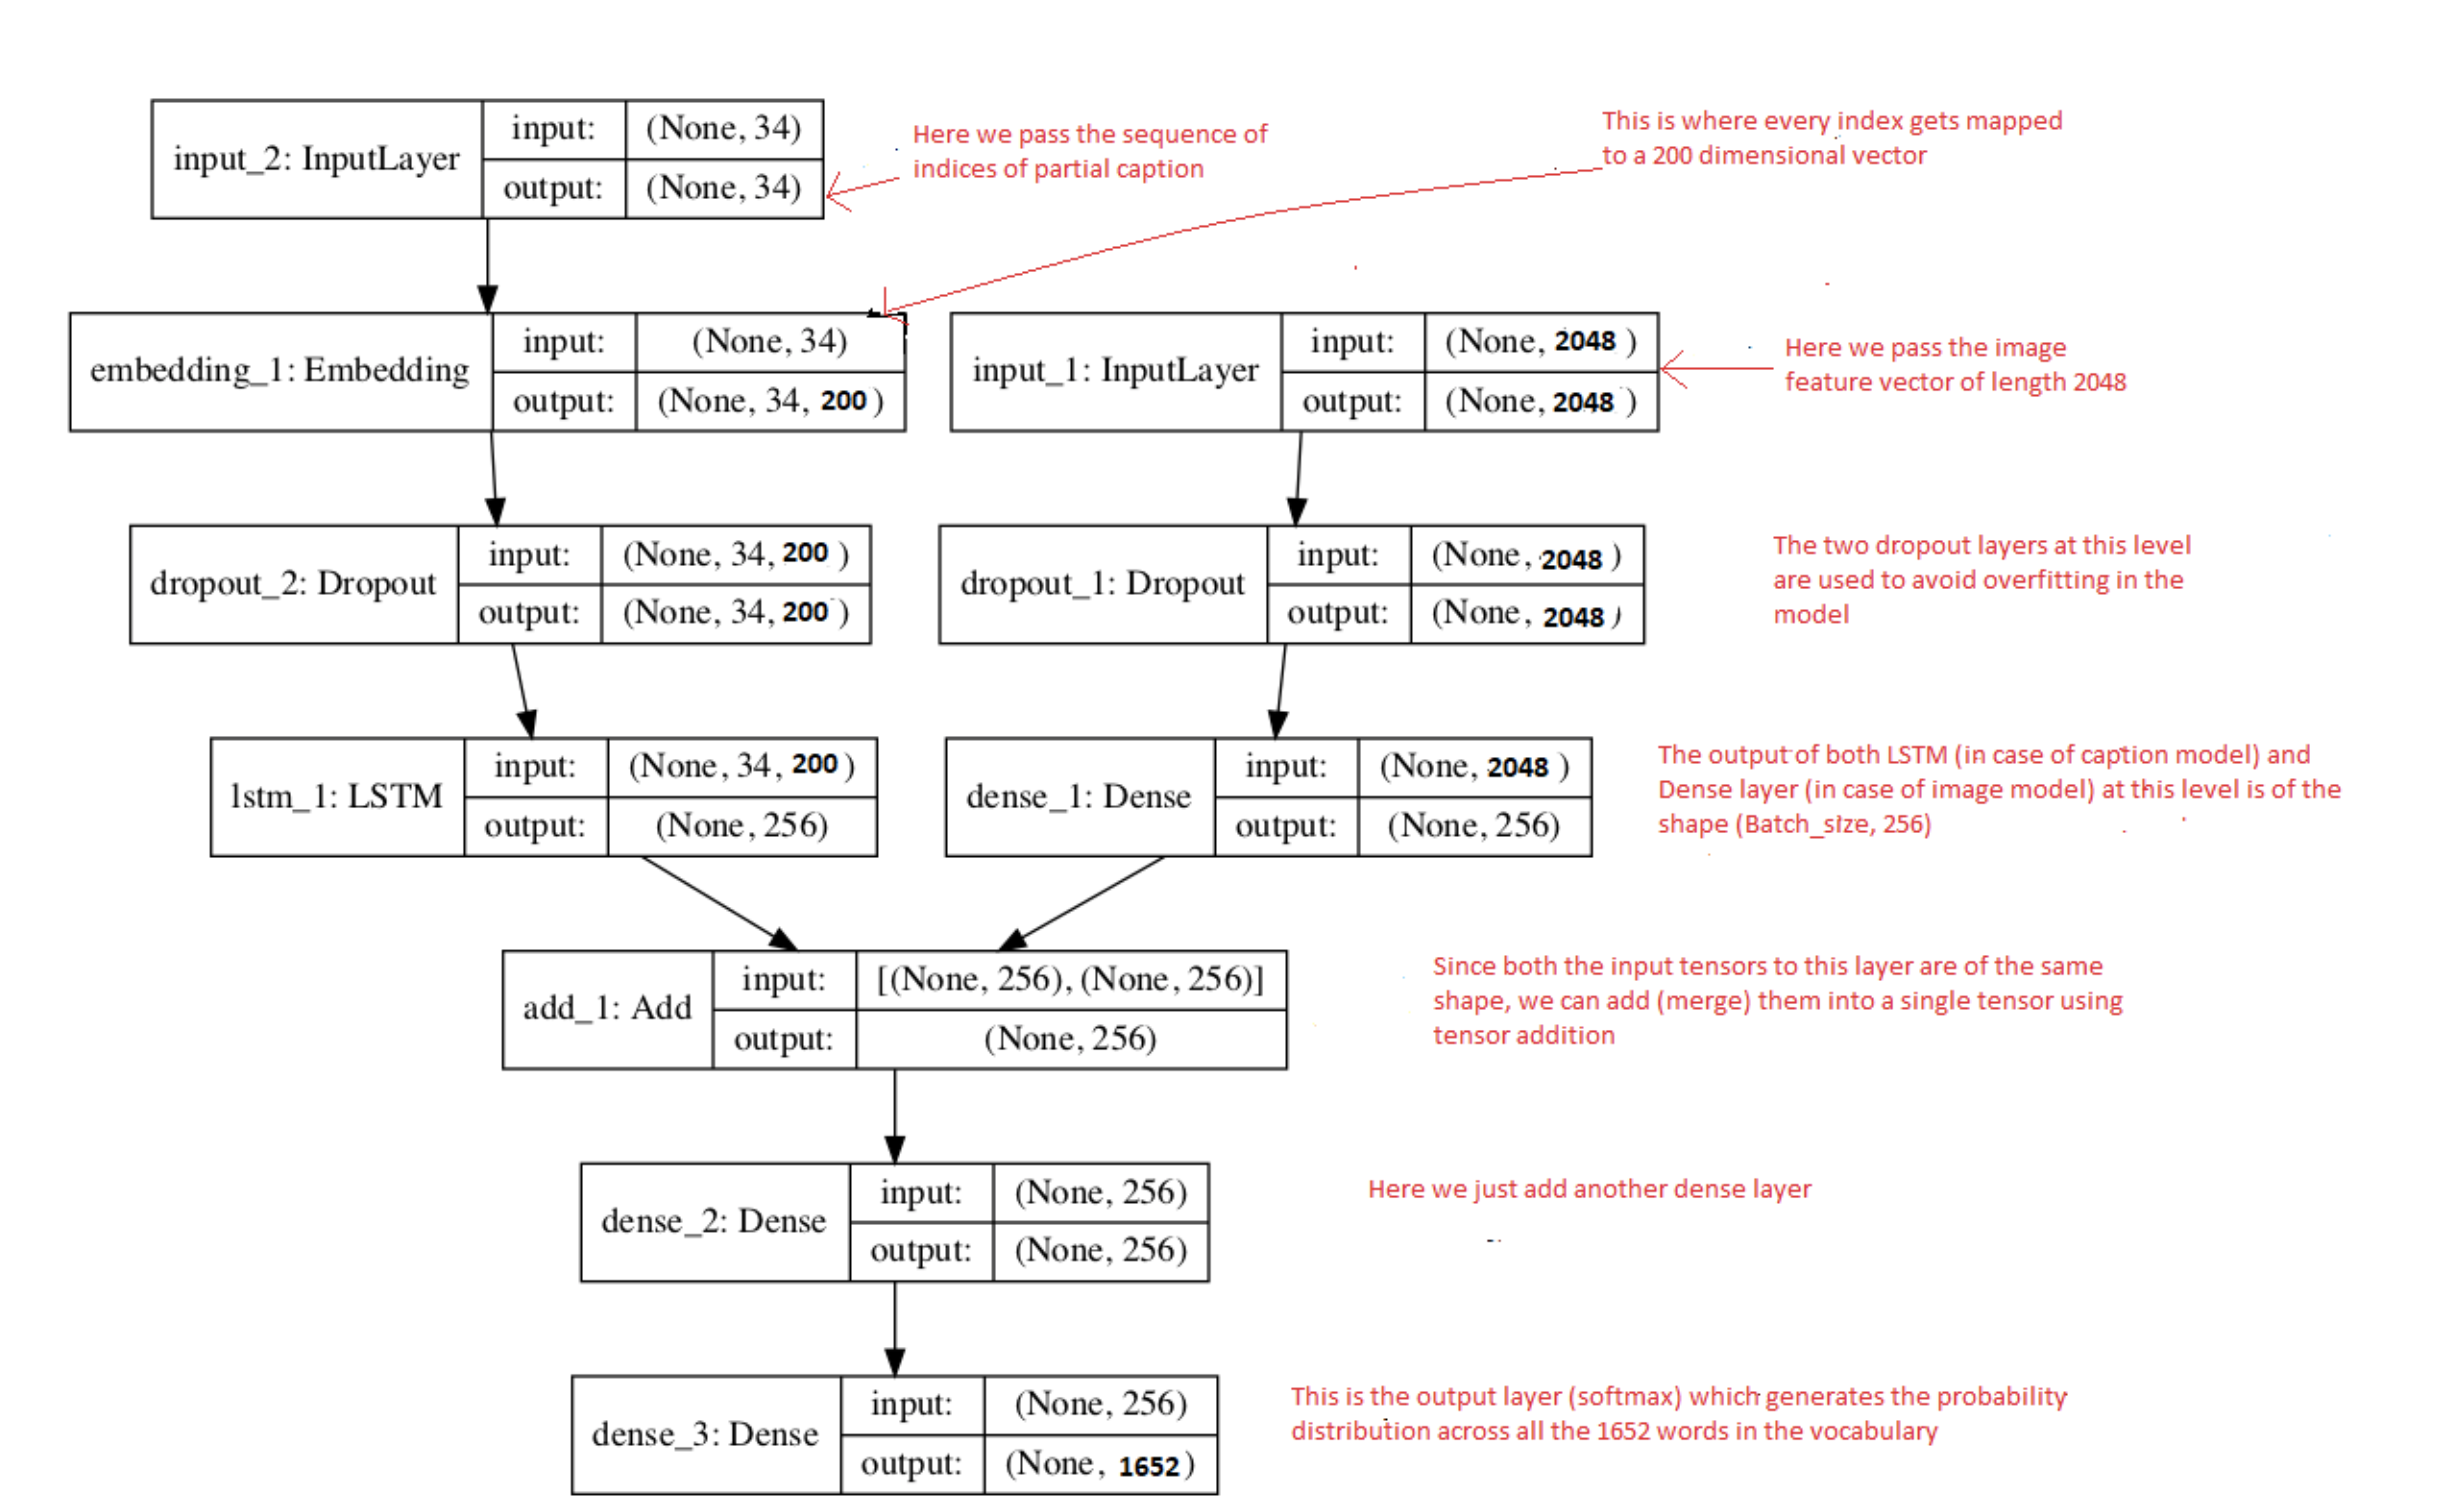 input_2: InputLayer
input:
(None, 34)
output:
(None, 34)
Here we pass the sequence of
indices of partial caption
This is where every index gets mapped
to a 200 dimensional vector
embedding_1: Embedding
input:
(None, 34)
output:
(None, 34, 200 )
input_1: InputLayer
input:
(None, 2048 )
output:
(None, 2048 )
Here we pass the image
feature vector of length 2048
dropout_2: Dropout
input:
(None, 34, 200 )
output:
(None, 34, 200 )
dropout_1: Dropout
input:
(None, 2048 )
output:
(None, 2048 )
The two dropout layers at this level
are used to avoid overfitting in the
model
lstm_1: LSTM
input:
(None, 34, 200 )
output:
(None, 256)
dense_1: Dense
input:
(None, 2048 )
output:
(None, 256)
The output of both LSTM (in case of caption model) and
Dense layer (in case of image model) at this level is of the
shape (Batch_size, 256)
add_1: Add
input:
[(None, 256), (None, 256)]
output:
(None, 256)
Since both the input tensors to this layer are of the same
shape, we can add (merge) them into a single tensor using
tensor addition
dense_2: Dense
input:
(None, 256)
output:
(None, 256)
Here we just add another dense layer
dense_3: Dense
input:
(None, 256)
output:
(None, 1652)
This is the output layer (softmax) which generates the probability
distribution across all the 1652 words in the vocabulary